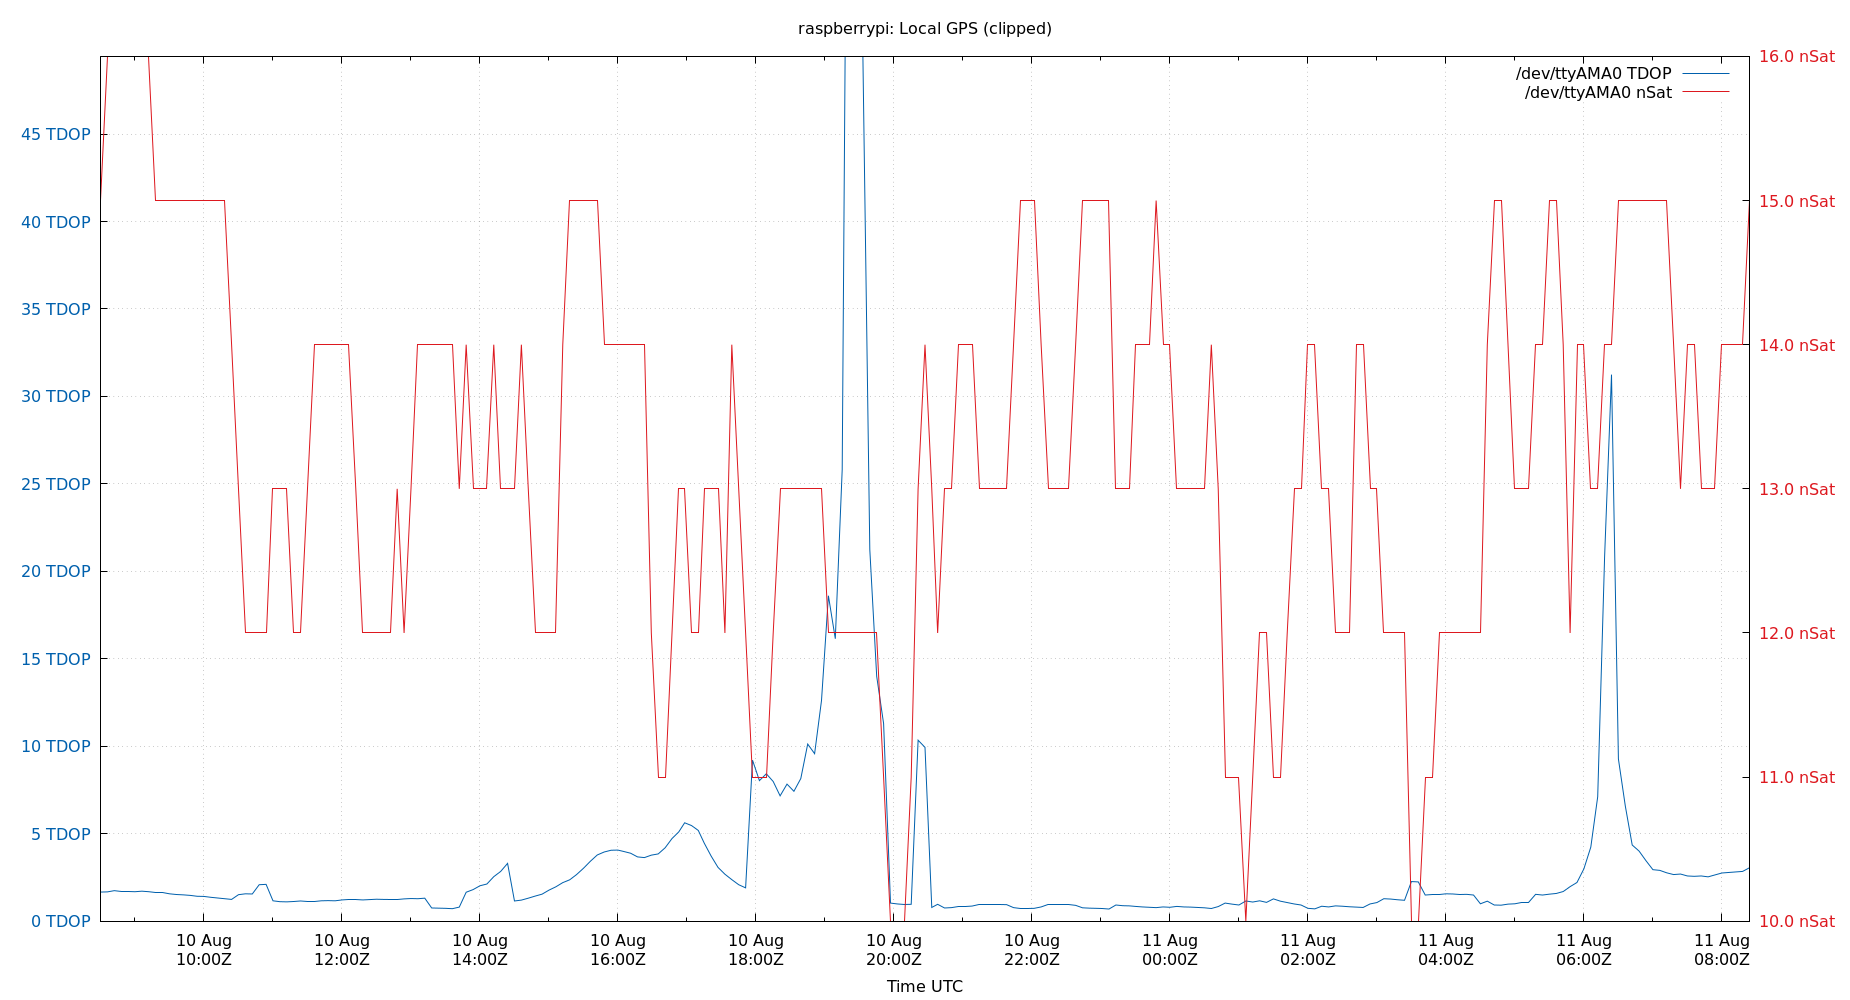 raspberrypi: Local GPS (clipped)
/dev/ttyAMA0 TDOP
/dev/ttyAMA0 nSat
45 TDOP
40 TDOP
35 TDOP
30 TDOP
25 TDOP
20 TDOP
15 TDOP
10 TDOP
5 TDOP
0 TDOP
16.0 nSat
15.0 nSat
14.0 nSat
13.0 nSat
12.0 nSat
11.0 nSat
10.0 nSat
10 Aug 10 Aug 10 Aug 10 Aug 10 Aug 10 Aug 10 Aug 11 Aug 11 Aug 11 Aug 11 Aug 11 Aug
10:00Z 12:00Z 14:00Z 16:00Z 18:00Z 20:00Z 22:00Z 00:00Z 02:00Z 04:00Z 06:00Z 08:00Z
Time UTC